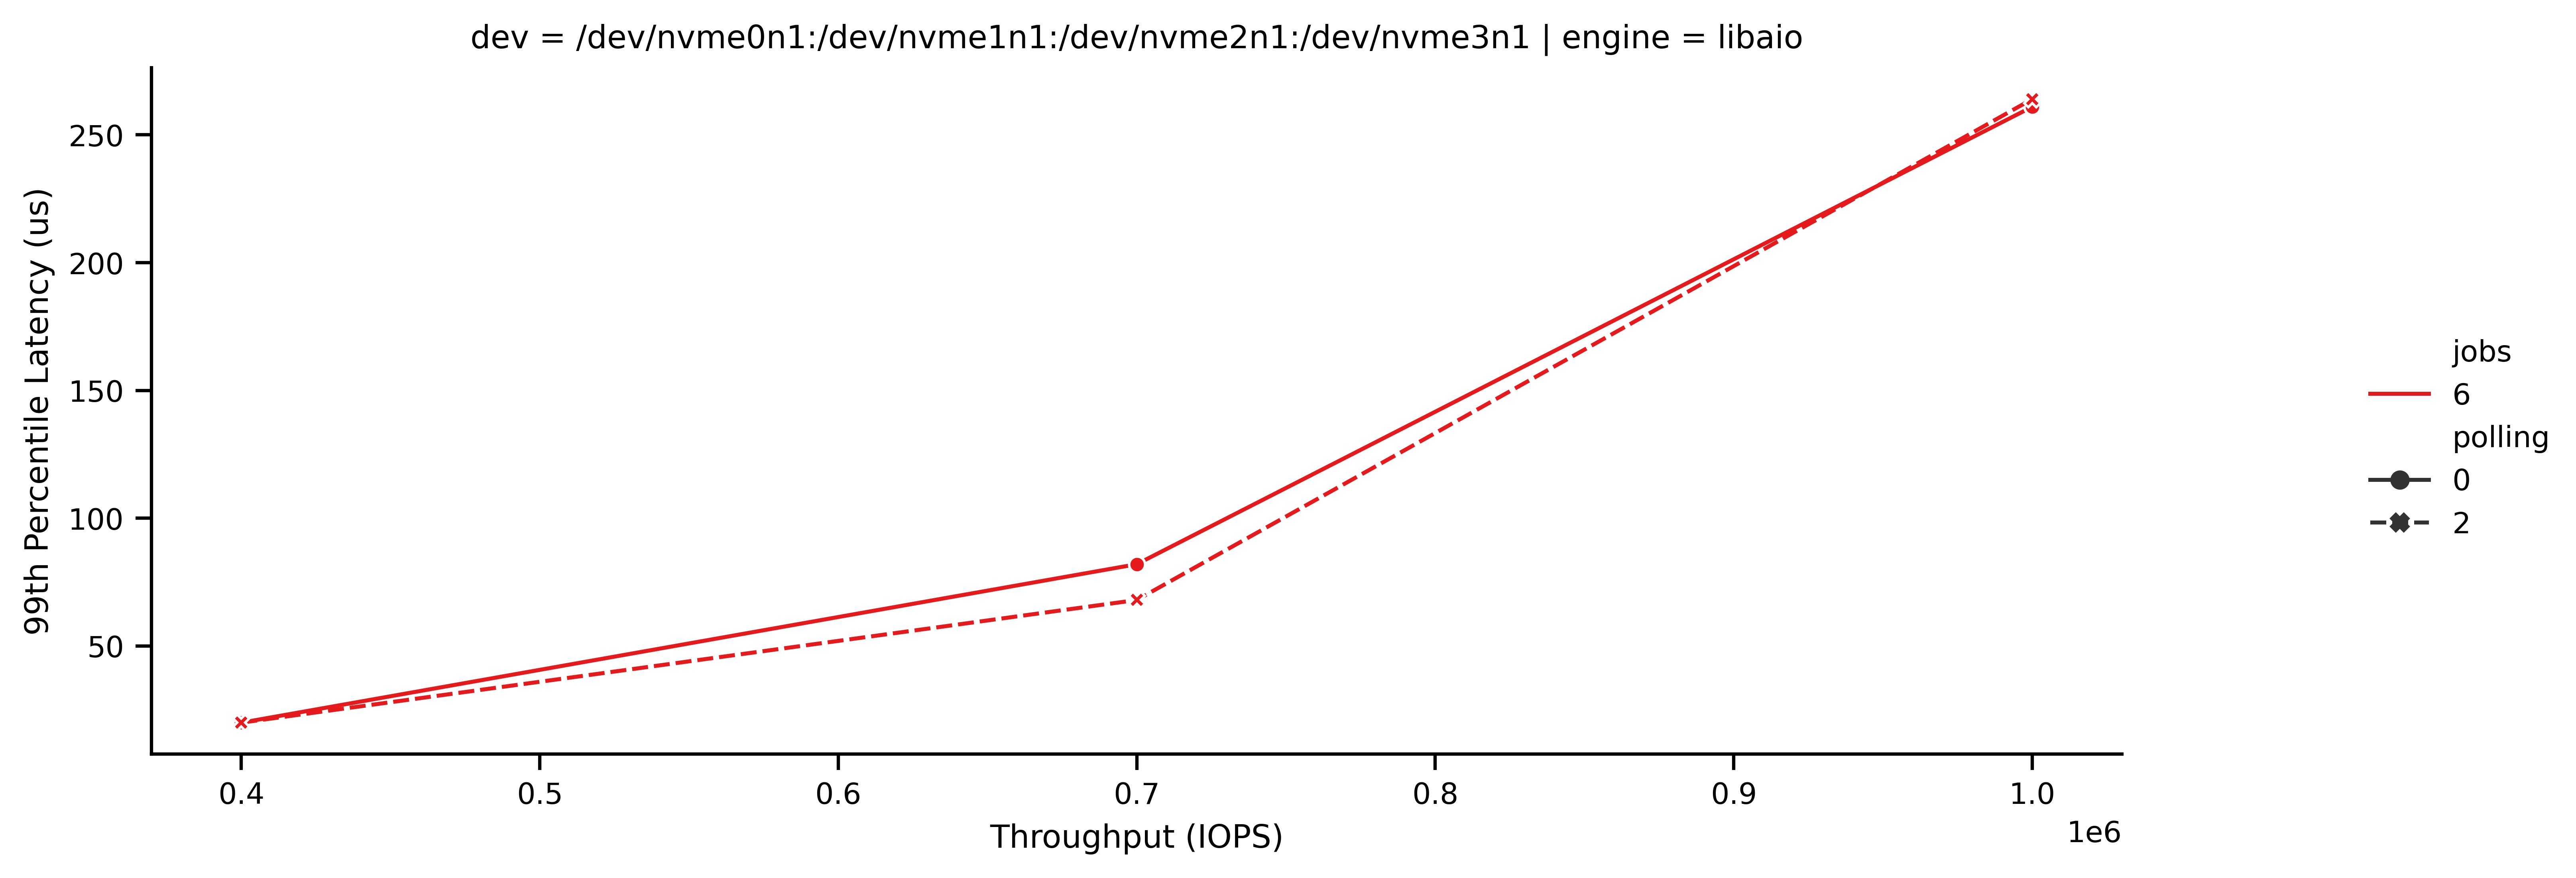 dev = /dev/nvme0n1:/dev/nvme1n1:/dev/nvme2n1:/dev/nvme3n1 | engine = libaio
99th Percentile Latency (us)
250
200
150
100
50
0.4 0.5 0.6 0.7 0.8 0.9 1.0
1e6
Throughput (IOPS)
jobs
6
polling
0
2